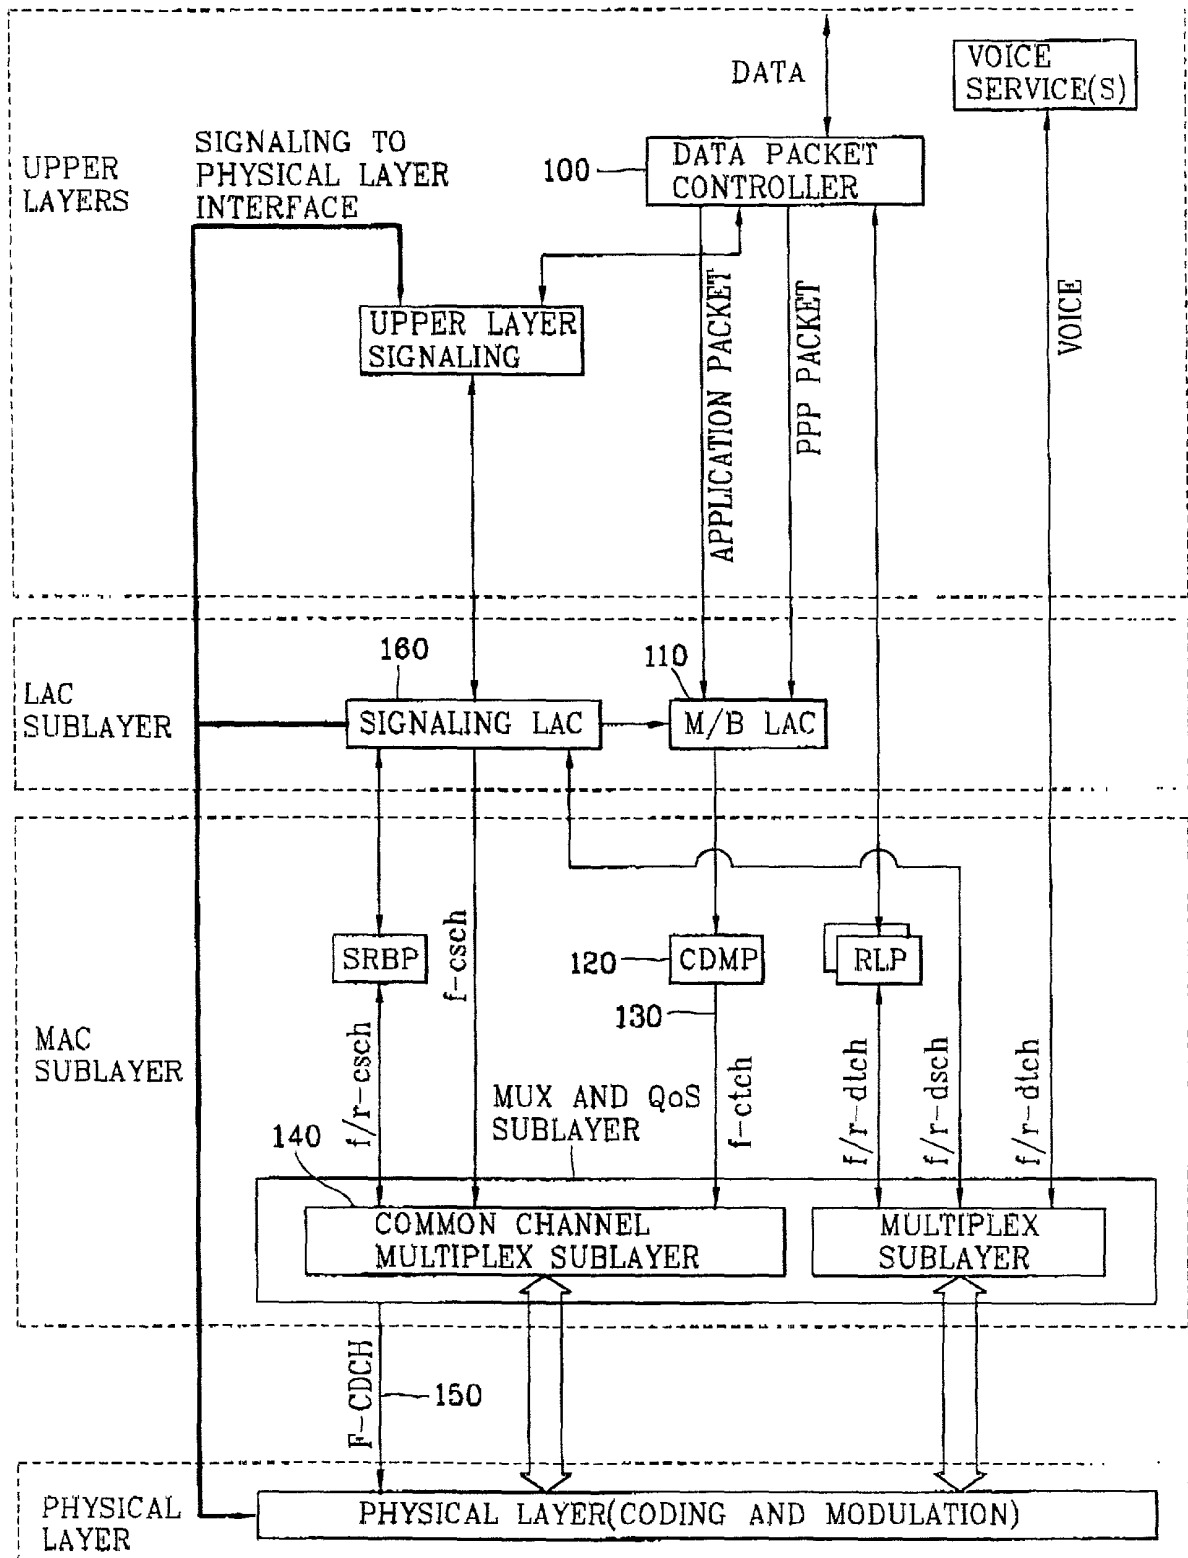 DATA
VOICE
SERVICE(S)
SIGNALING TO
PHYSICAL LAYER
INTERFACE
UPPER
LAYERS
100
DATA PACKET
CONTROLLER
UPPER LAYER
SIGNALING
APPLICATION PACKET
PPP PACKET
VOICE
160
110
LAC
SUBLAYER
SIGNALING LAC
M/B LAC
SRBP
f-csch
120
CDMP
RLP
130
MAC
SUBLAYER
f/r-csch
MUX AND QoS
SUBLAYER
f-ctch
f/r-dtch
f/r-dsch
f/r-dtch
140
COMMON CHANNEL
MULTIPLEX SUBLAYER
MULTIPLEX
SUBLAYER
F-CDCH
150
PHYSICAL
LAYER
PHYSICAL LAYER(CODING AND MODULATION)